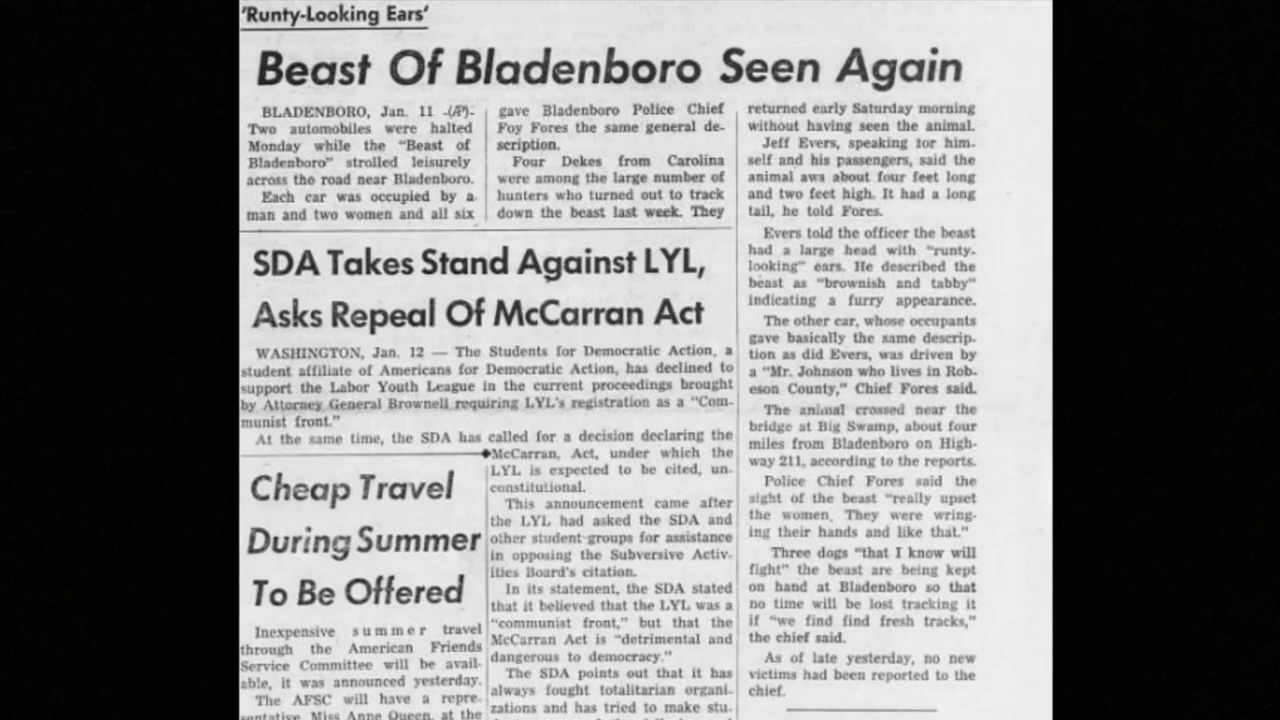 'Runty-Looking Ears'
Beast Of Bladenboro Seen Again
BLADENBORO, Jan. 11 -(AP)-
Two automobiles were halted
Monday while the "Beast of
Bladenboro" strolled leisurely
across the road near Bladenboro.
Each car was occupied by a
man and two women and all six
gave Bladenboro Police Chief
Foy Fores the same general de-
scription.
Four Dekes from Carolina
were among the large number of
hunters who turned out to track
down the beast last week. They
returned early Saturday morning
without having seen the animal.
Jeff Evers, speaking for him-
self and his passengers, said the
animal aws about four feet long
and two feet high. It had a long
tail, he told Fores.
Evers told the officer the beast
had a large head with "runty-
looking" ears. He described the
beast as "brownish and tabby"
indicating a furry appearance.
The other car, whose occupants
gave basically the same descrip-
tion as did Evers, was driven by
a "Mr. Johnson who lives in Rob-
eson County," Chief Fores said.
The animal crossed near the
bridge at Big Swamp, about four
miles from Bladenboro on High-
way 211, according to the reports.
Police Chief Fores said the
sight of the beast "really upset
the women. They were wring-
ing their hands and like that."
Three dogs "that I know will
fight" the beast are being kept
on hand at Bladenboro so that
no time will be lost tracking it
if "we find find fresh tracks,"
the chief said.
As of late yesterday, no new
victims had been reported to the
chief.
SDA Takes Stand Against LYL,
Asks Repeal Of McCarran Act
WASHINGTON, Jan. 12 — The Students for Democratic Action, a
student affiliate of Americans for Democratic Action, has declined to
support the Labor Youth League in the current proceedings brought
by Attorney General Brownell requiring LYL's registration as a "Com-
munist front."
At the same time, the SDA has called for a decision declaring the
McCarran, Act, under which the
LYL is expected to be cited, un-
constitutional.
This announcement came after
the LYL had asked the SDA and
other student groups for assistance
in opposing the Subversive Activ-
ities Board's citation.
In its statement, the SDA stated
that it believed that the LYL was a
"communist front," but that the
McCarran Act is "detrimental and
dangerous to democracy."
The SDA points out that it has
always fought totalitarian organi-
zations and has tried to make stu-
Cheap Travel
During Summer
To Be Offered
Inexpensive summer travel
through the American Friends
Service Committee will be avail-
able, it was announced yesterday.
The AFSC will have a repre-
sentative, Miss Anne Queen, at the